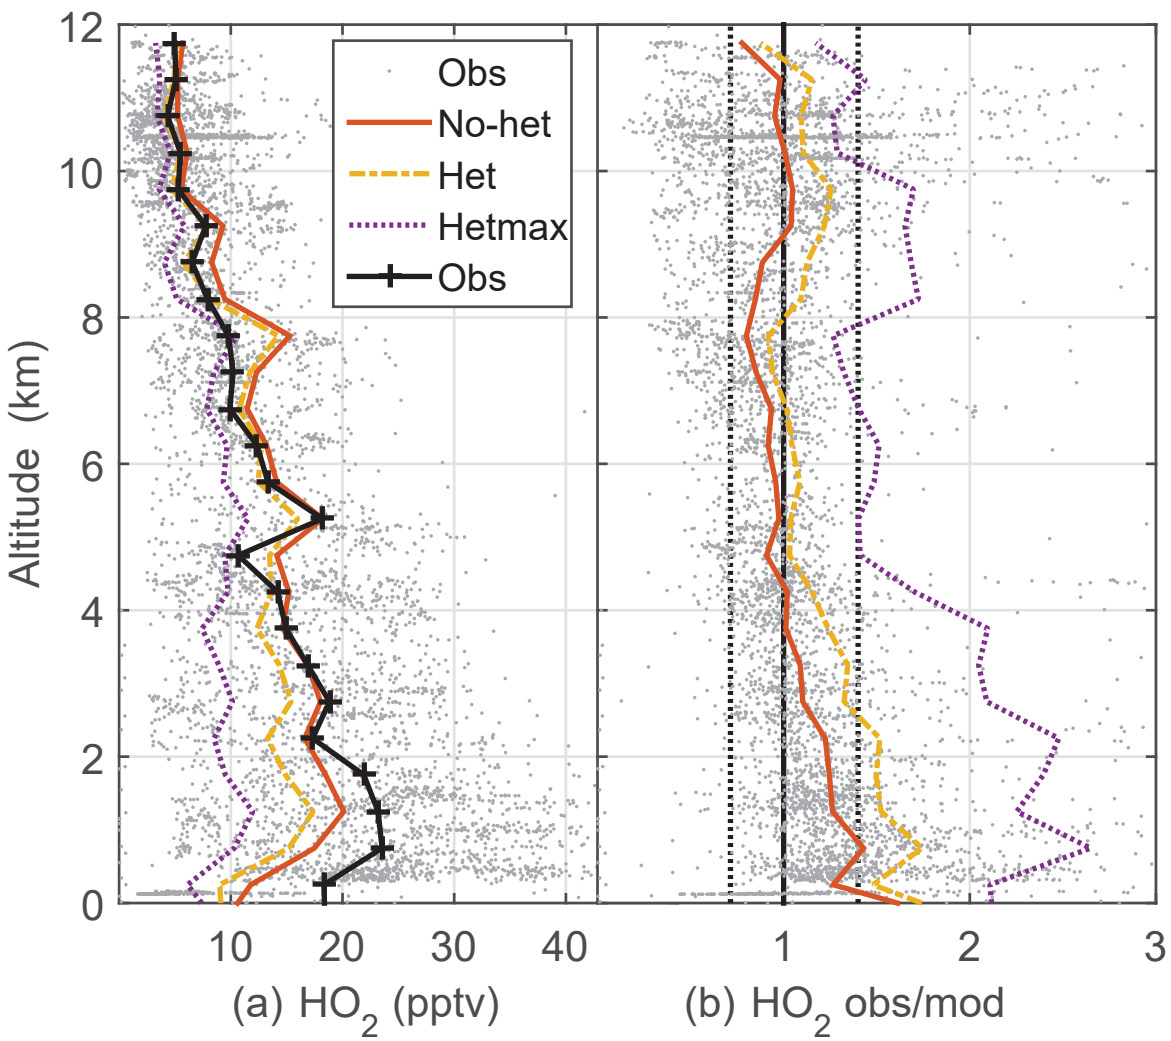 12
10
8
6
4
2
0
Altitude (km)
Obs
No-het
Het
Hetmax
Obs
10 20 30 40
1 2 3
(a) HO2 (pptv)
(b) HO2 obs/mod